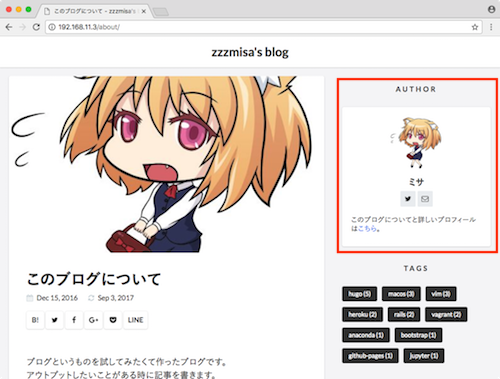 このブログについて - zzzmisa's
192.168.11.3/about/
zzzmisa's blog
このブログについて
Dec 15, 2016 Sep 3, 2017
B! G+ LINE
ブログというものを試してみたくて作ったブログです。
アウトプットしたいことがある時に記事を書きます。
AUTHOR
ミサ
このブログについてと詳しいプロフィール
はこちら。
TAGS
hugo (5) macos (3) vim (3)
heroku (2) rails (2) vagrant (2)
anaconda (1) bootstrap (1)
github-pages (1) jupyter (1)